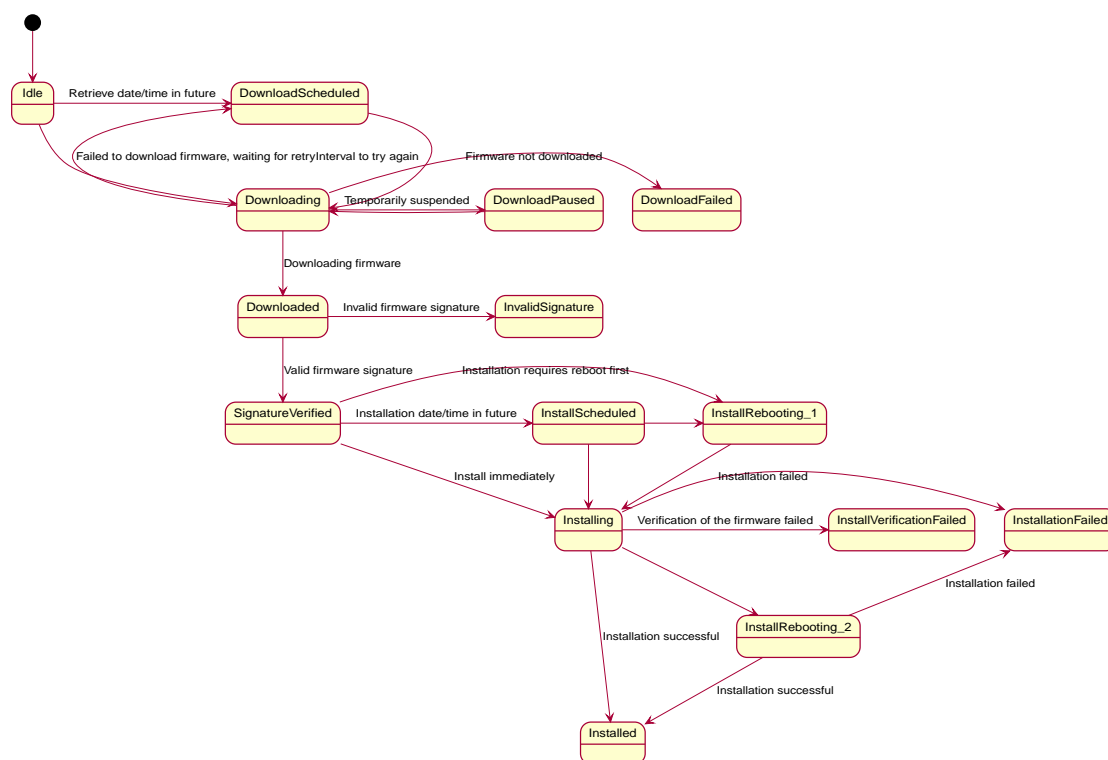 Idle
Retrieve date/time in future
DownloadScheduled
Failed to download firmware, waiting for retryInterval to try again
Firmware not downloaded
Downloading
Temporarily suspended
DownloadPaused
DownloadFailed
Downloading firmware
Downloaded
Invalid firmware signature
InvalidSignature
Valid firmware signature
Installation requires reboot first
SignatureVerified
Installation date/time in future
InstallScheduled
InstallRebooting_1
Install immediately
Installation failed
Installing
Verification of the firmware failed
InstallVerificationFailed
InstallationFailed
Installation failed
InstallRebooting_2
Installation successful
Installation successful
Installed